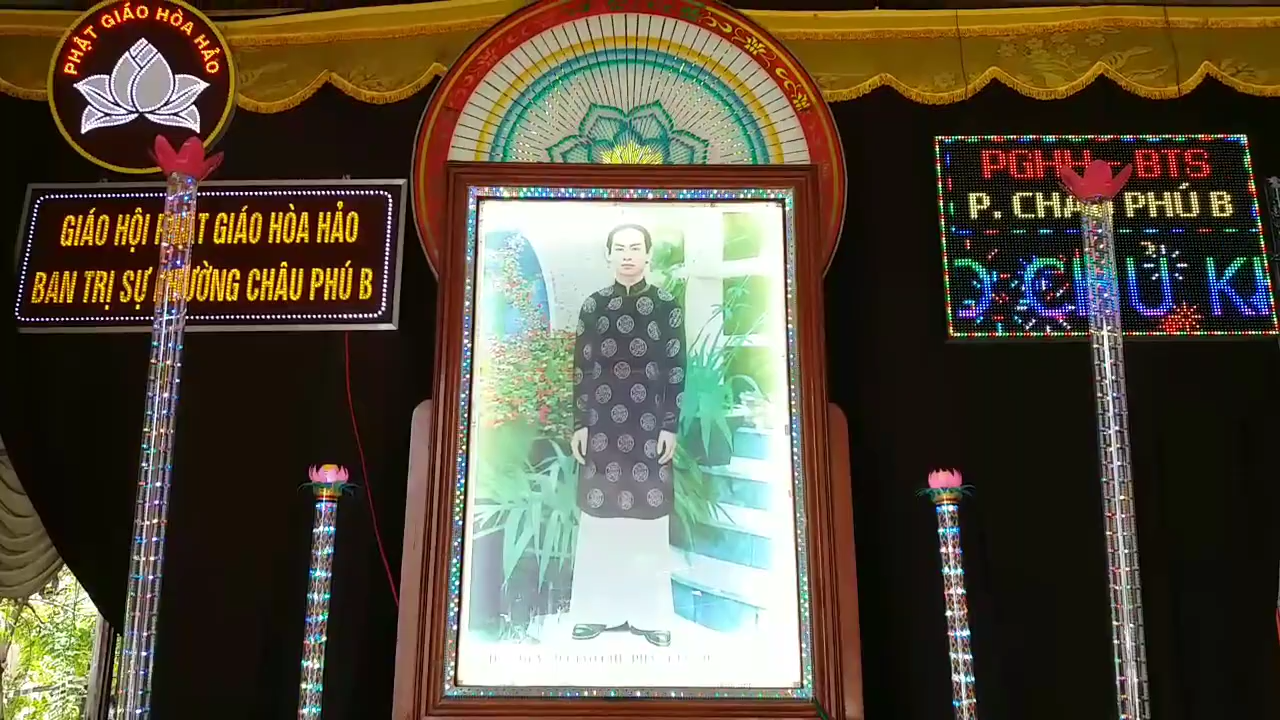 PHẬT GIÁO HÒA HẢO
GIÁO HỘI PHẬT GIÁO HÒA HẢO
BAN TRỊ SỰ PHƯỜNG CHÂU PHÚ B
PGHH - BTS
P. CHÂU PHÚ B
CHÚ